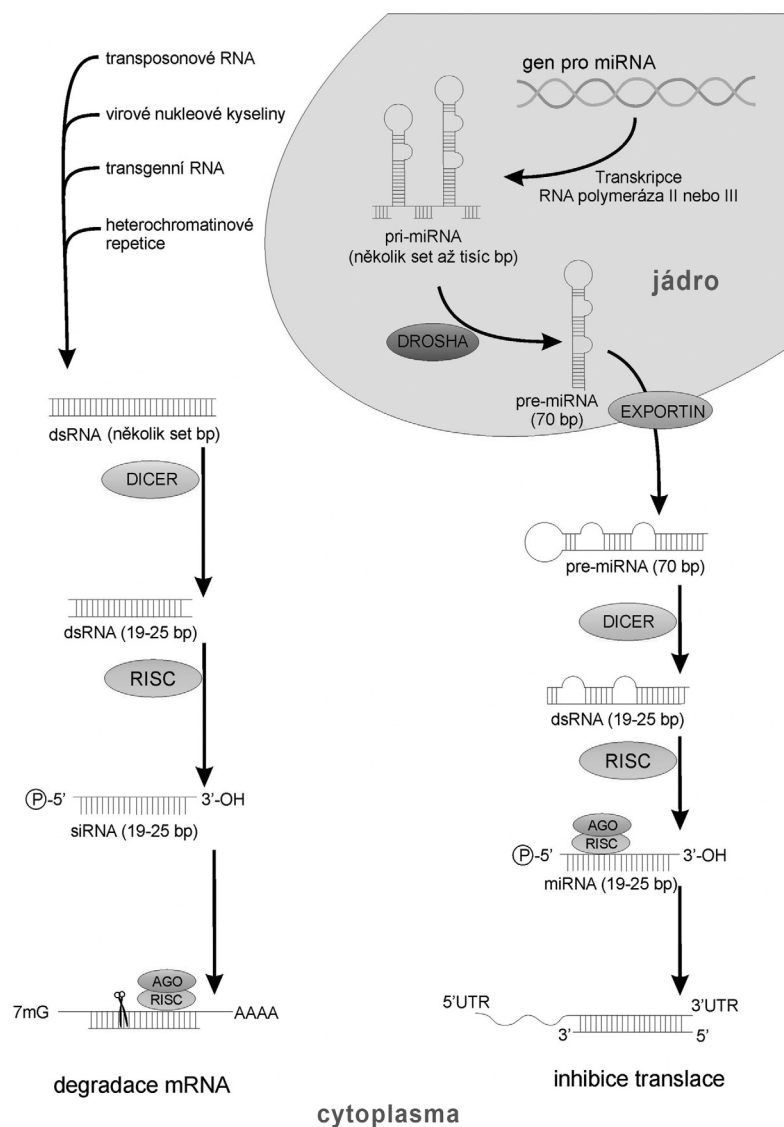 transposonové RNA
virové nukleové kyseliny
transgenní RNA
heterochromatinové
repetice
dsRNA (několik set bp)
DICER
dsRNA (19-25 bp)
RISC
P-5’
3’-OH
siRNA (19-25 bp)
AGO
RISC
7mG
AAAA
degradace mRNA
gen pro miRNA
Transkripce
RNA polymeráza II nebo III
pri-miRNA
(několik set až tisíc bp)
jádro
DROSHA
pre-miRNA
(70 bp)
EXPORTIN
pre-miRNA (70 bp)
DICER
dsRNA (19-25 bp)
RISC
AGO
RISC
P-5’
3’-OH
miRNA (19-25 bp)
5’UTR
3’UTR
3’
5’
inhibice translace
cytoplasma